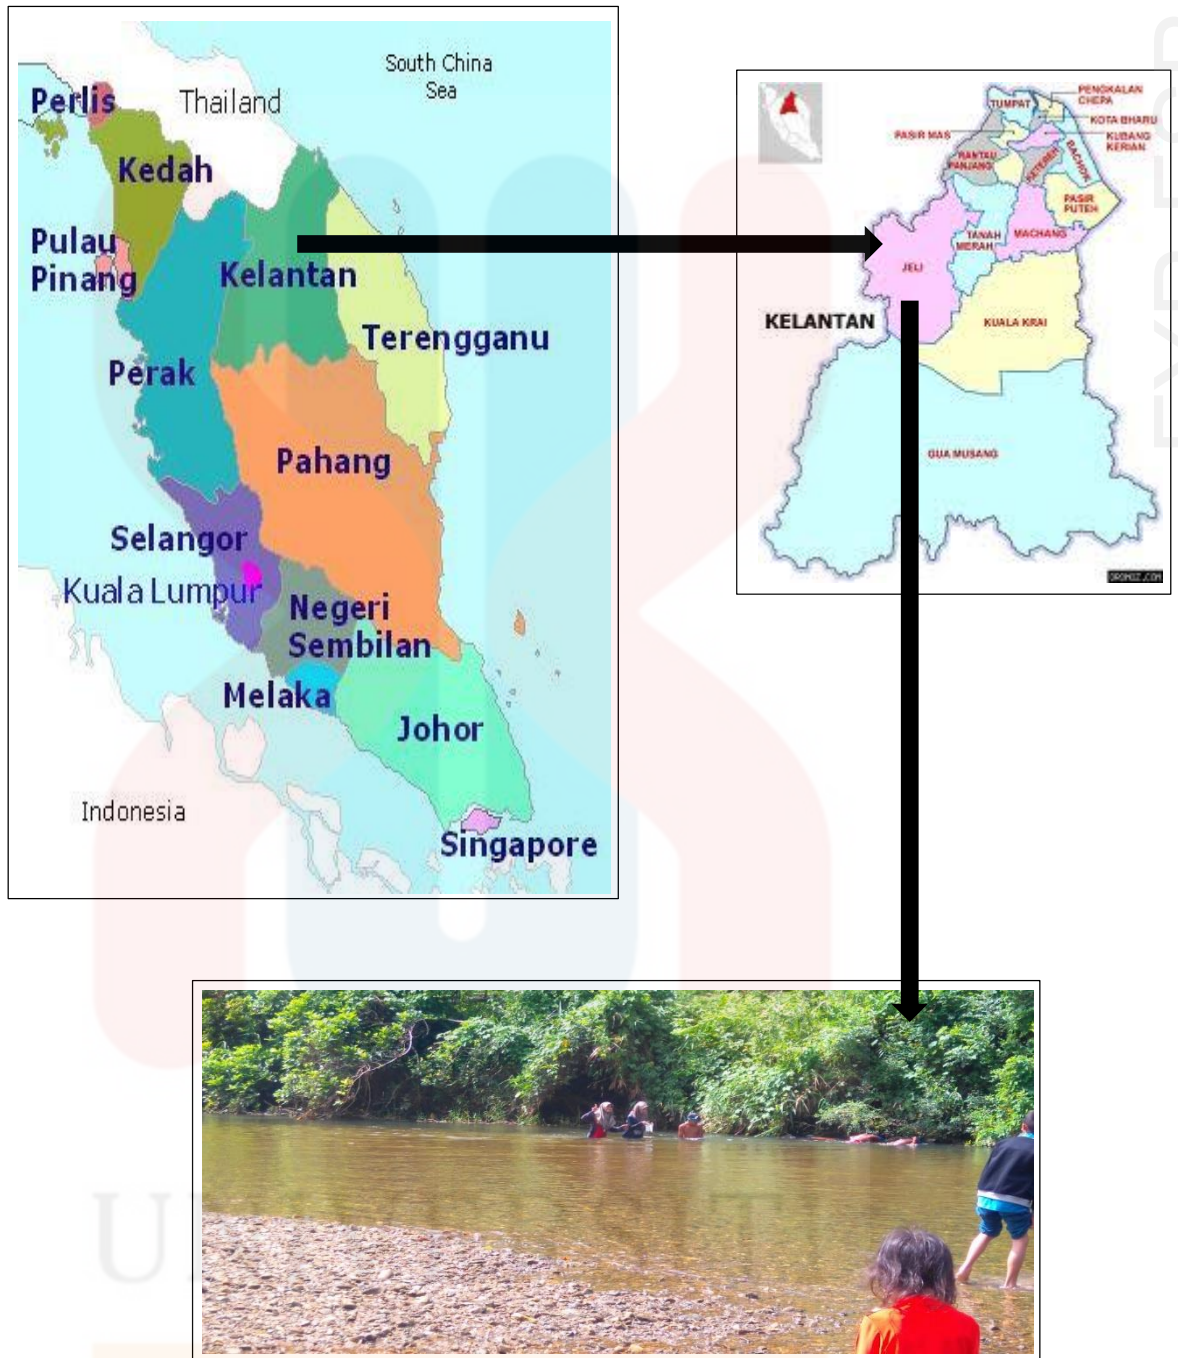 South China
Sea
Perlis
Thailand
Kedah
Pulau
Pinang
Kelantan
Terengganu
Perak
Pahang
Selangor
Kuala Lumpur
Negeri
Sembilan
Melaka
Johor
Indonesia
Singapore
PENGKALAN
CHEPA
TUMPAT
KOTA BHARU
PASIR MAS
KUBANG
KERIAN
RANTAU
PANJANG
KETEREH
BACHOK
PASIR
PUTEH
TANAH
MERAH
MACHANG
JELI
KELANTAN
KUALA KRAI
GUA MUSANG